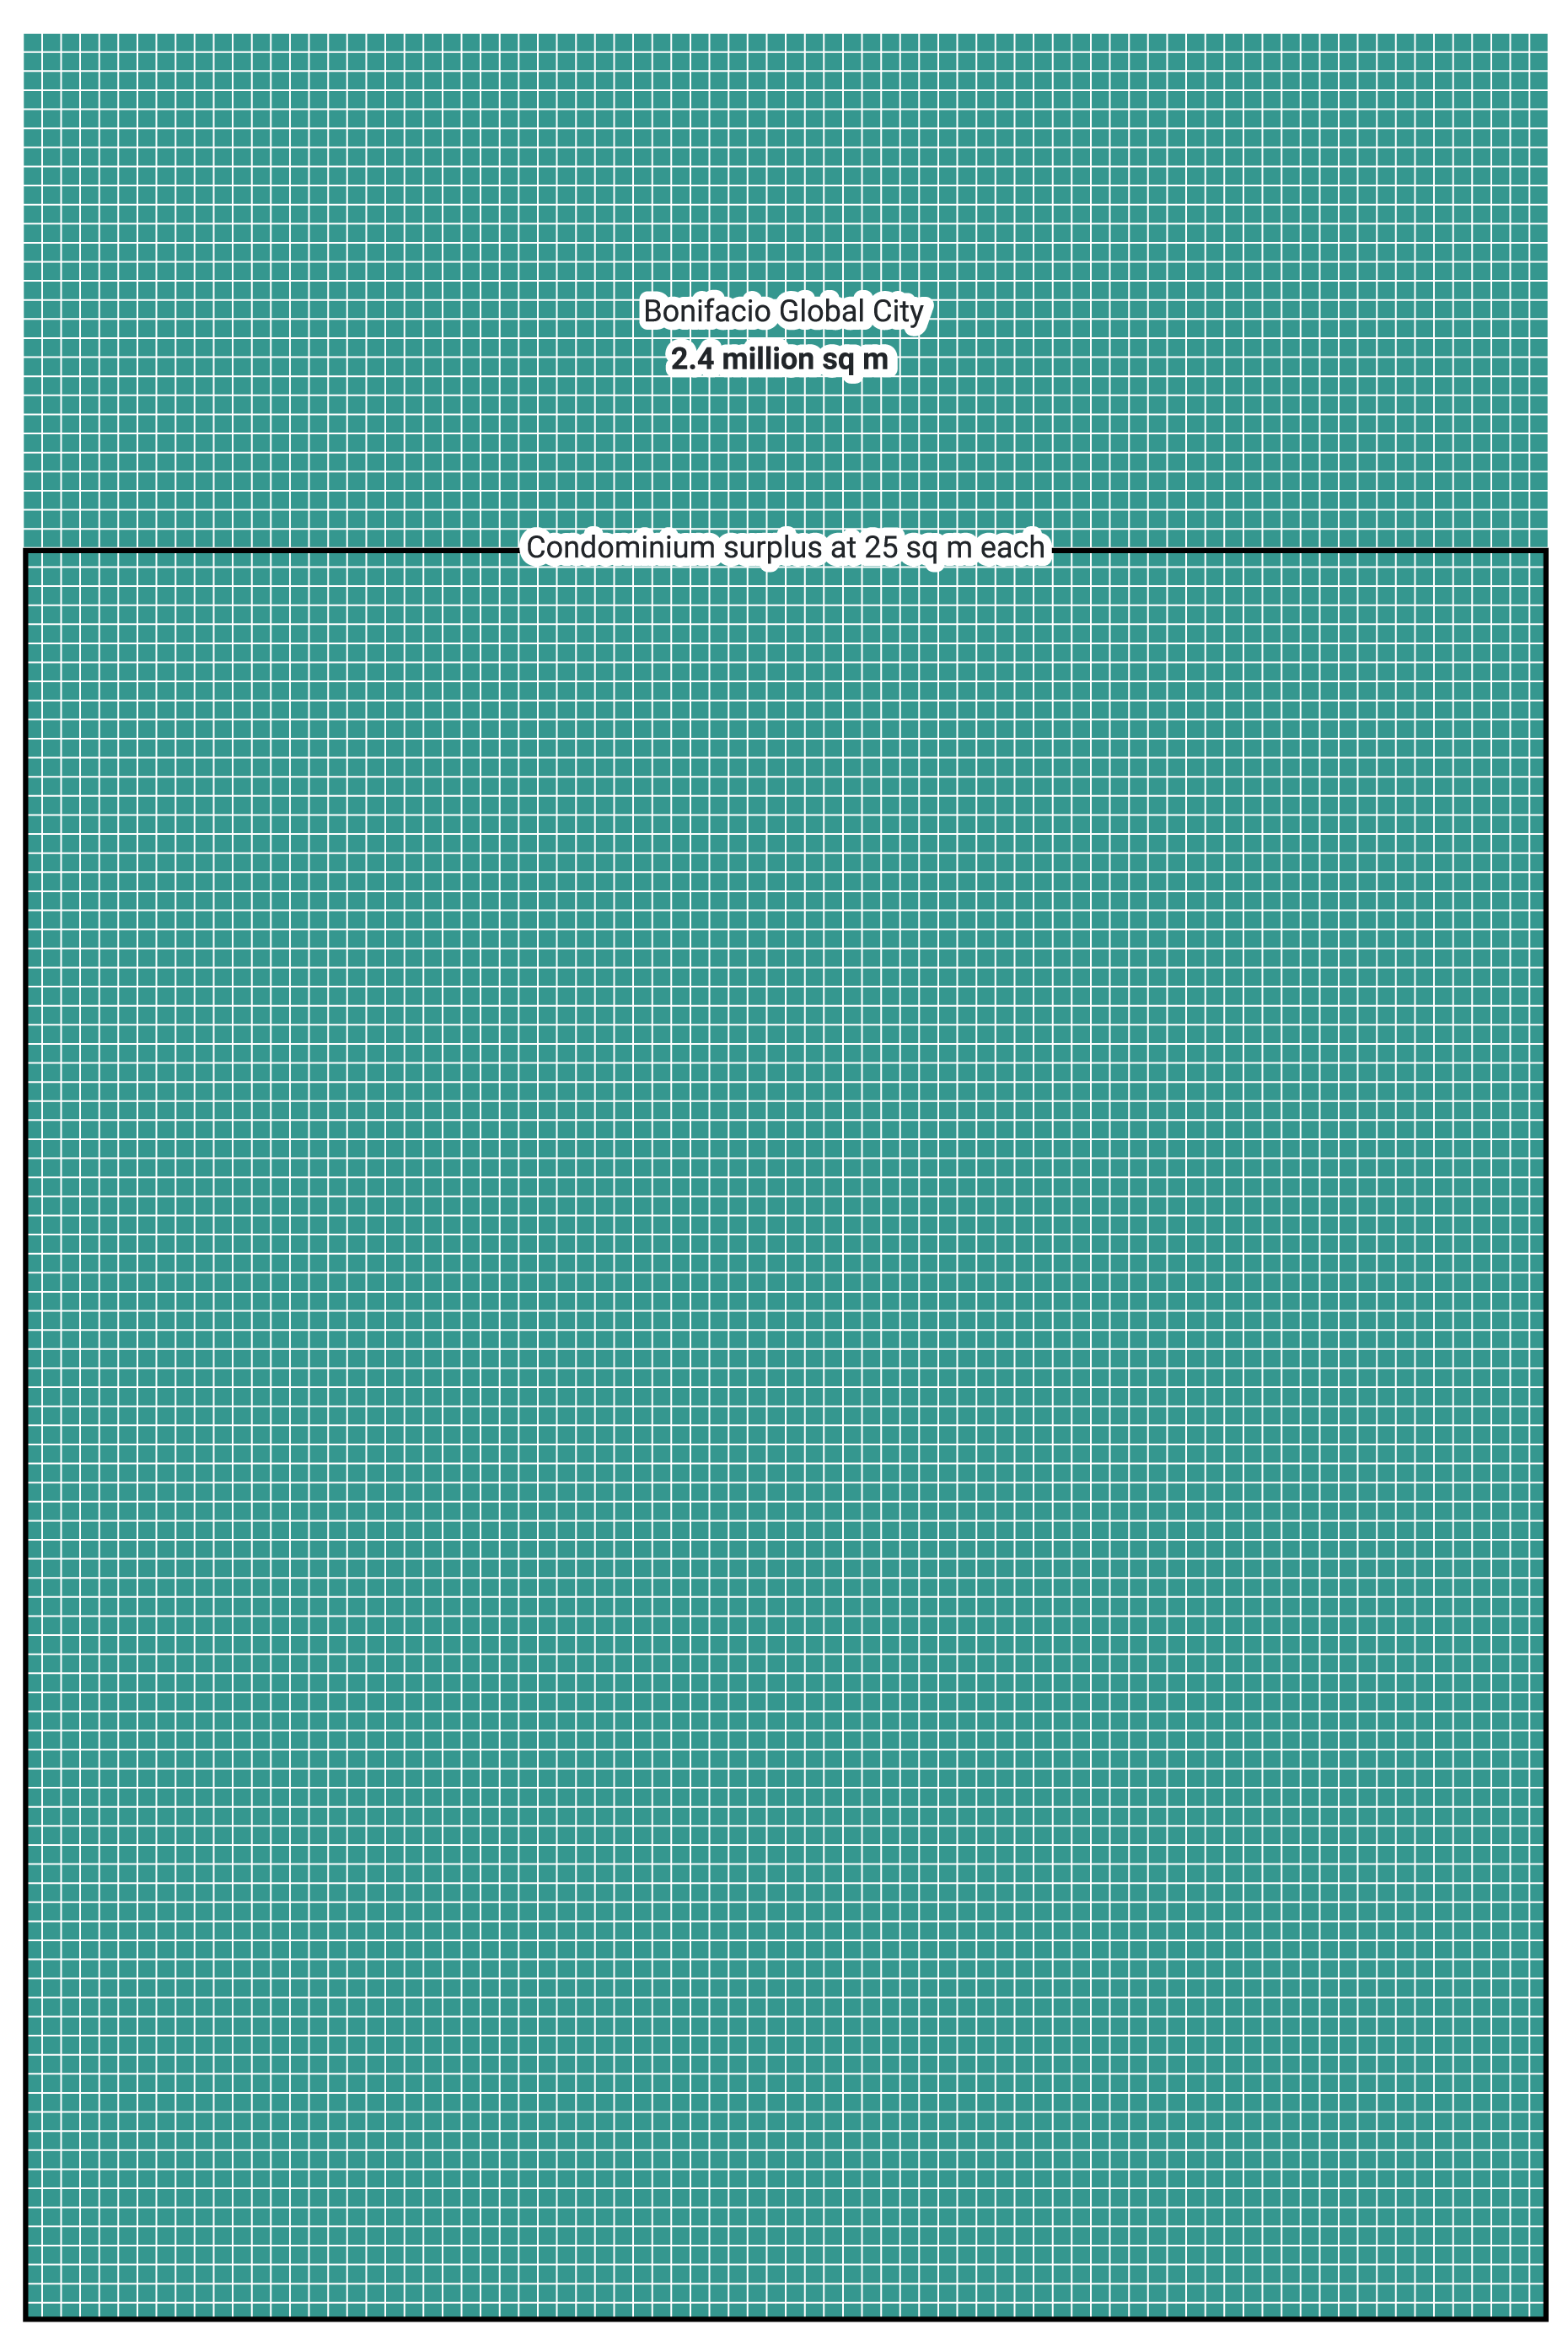 Bonifacio Global City
2.4 million sq m
Condominium surplus at 25 sq m each